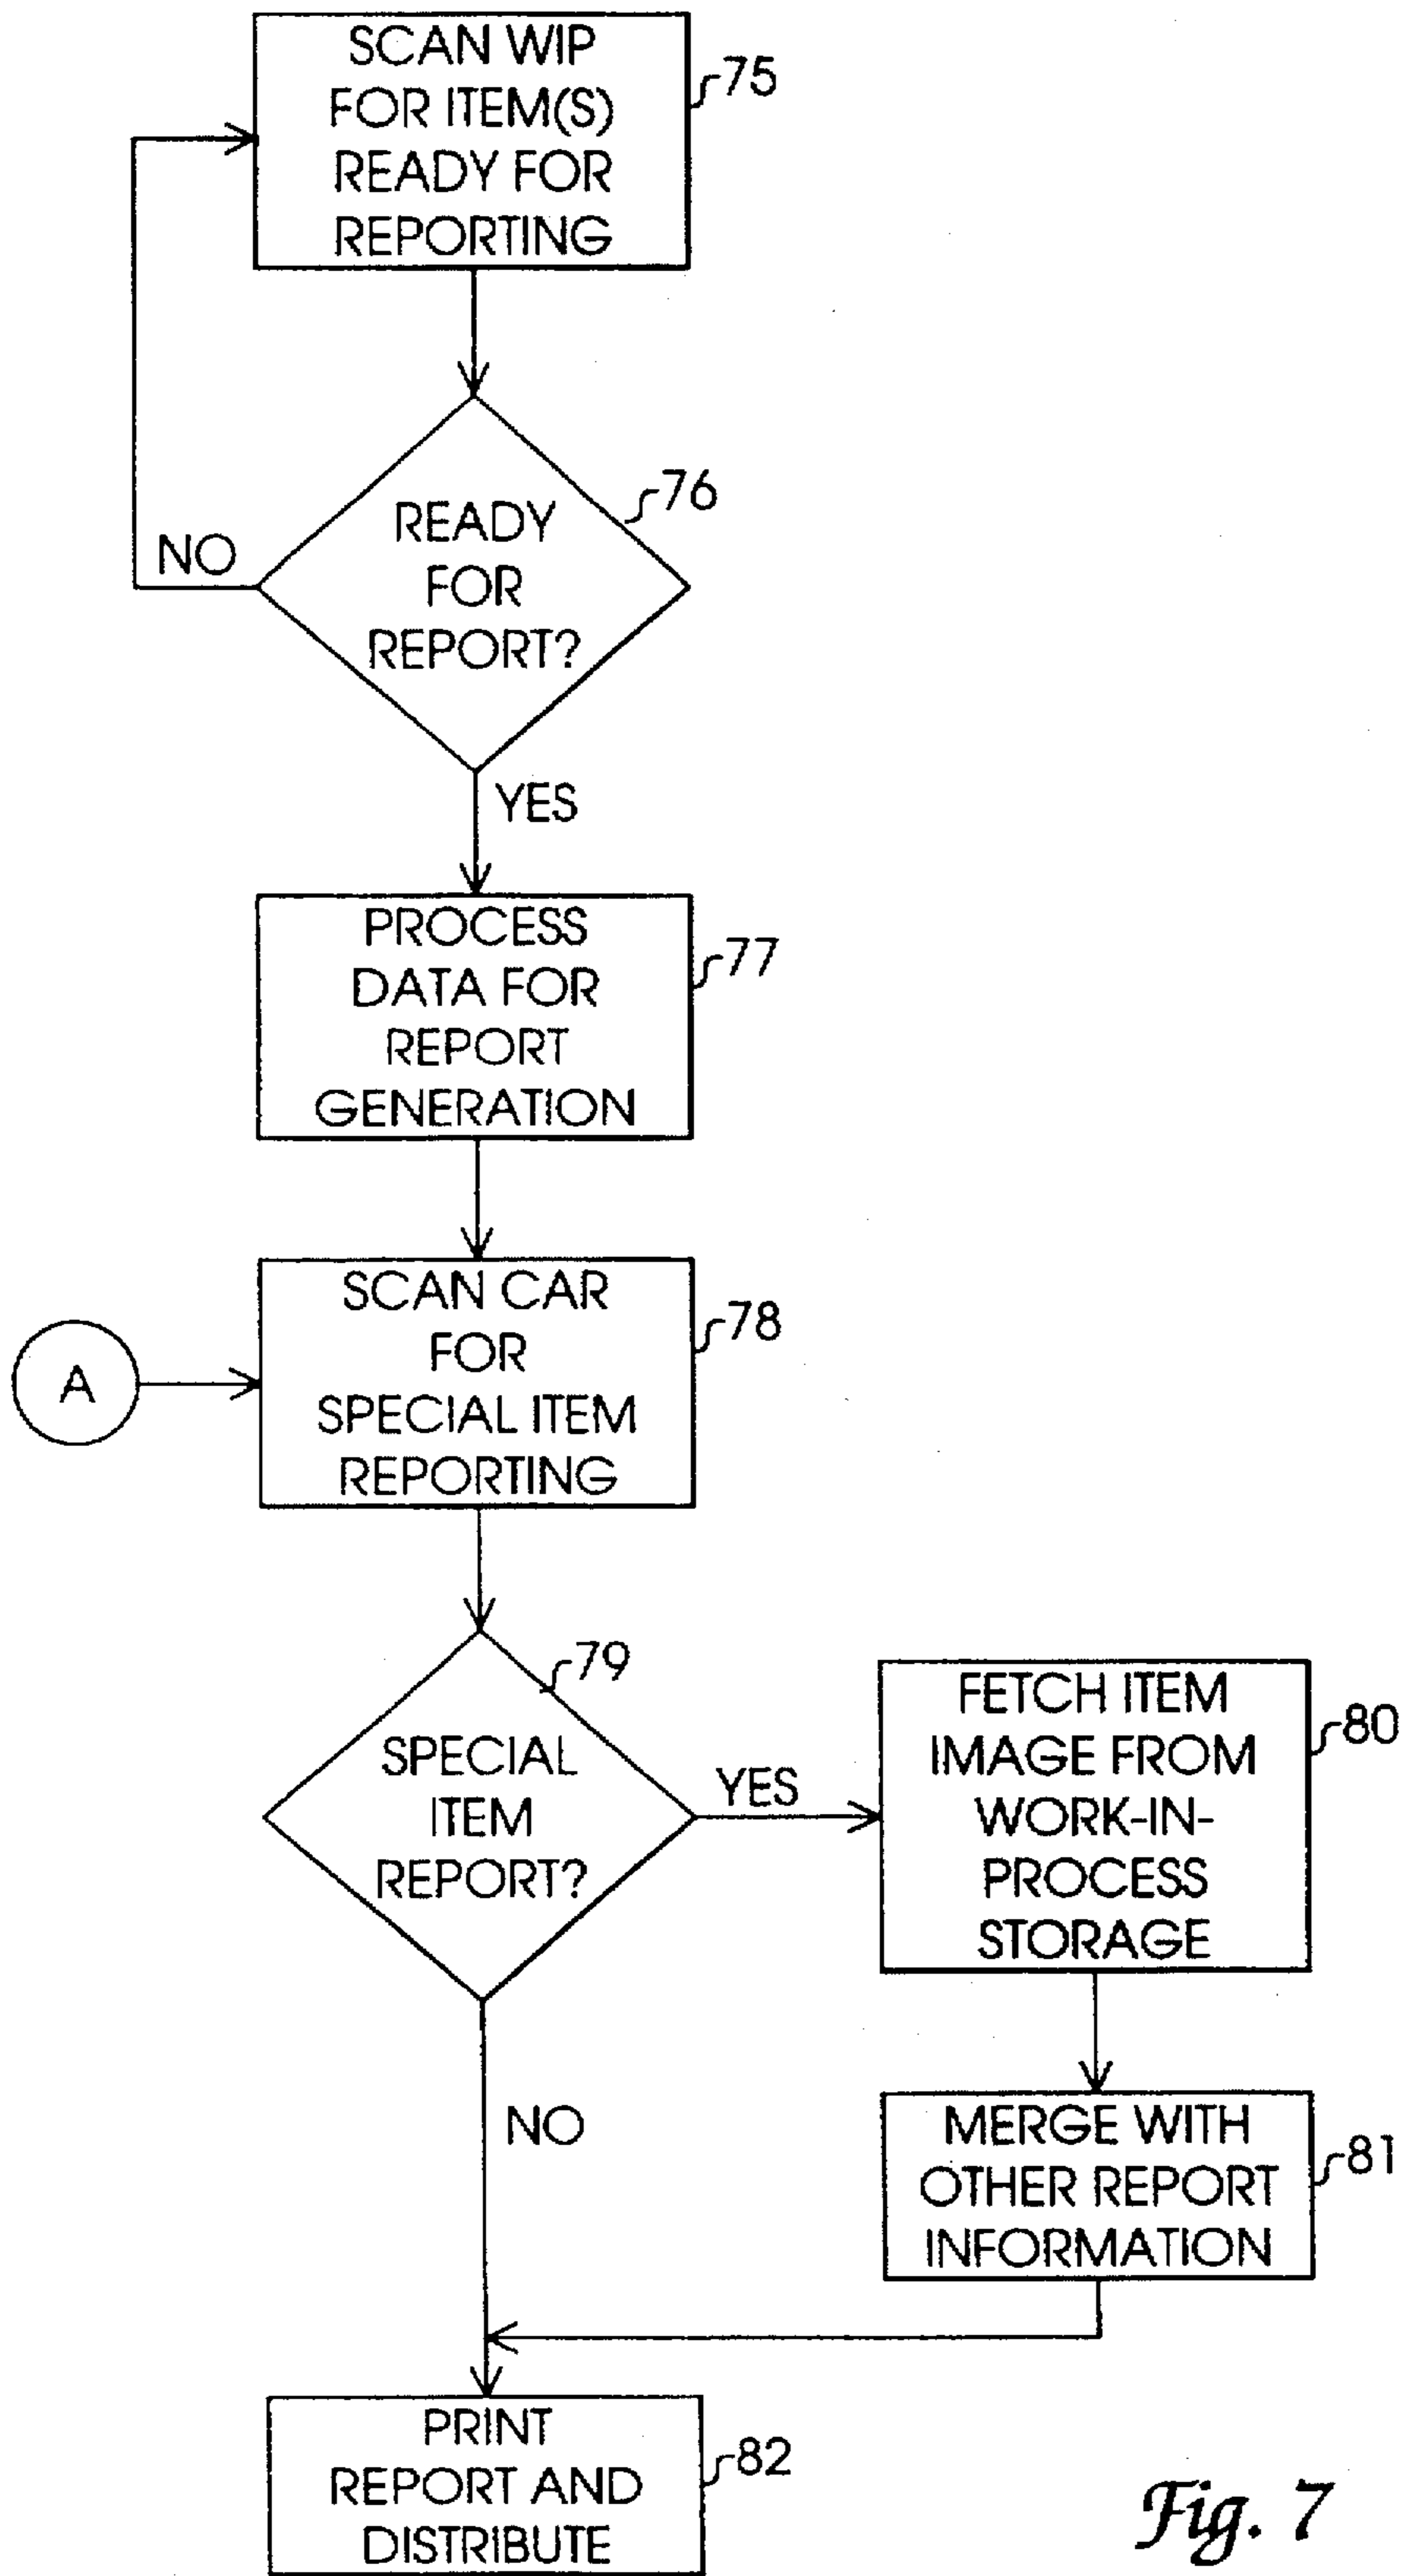 SCAN WIP
FOR ITEM(S)
READY FOR
REPORTING
75
READY
FOR
REPORT?
76
NO
YES
PROCESS
DATA FOR
REPORT
GENERATION
77
SCAN CAR
FOR
SPECIAL ITEM
REPORTING
78
A
SPECIAL
ITEM
REPORT?
79
YES
FETCH ITEM
IMAGE FROM
WORK-IN-
PROCESS
STORAGE
80
NO
MERGE WITH
OTHER REPORT
INFORMATION
81
PRINT
REPORT AND
DISTRIBUTE
82
Fig. 7